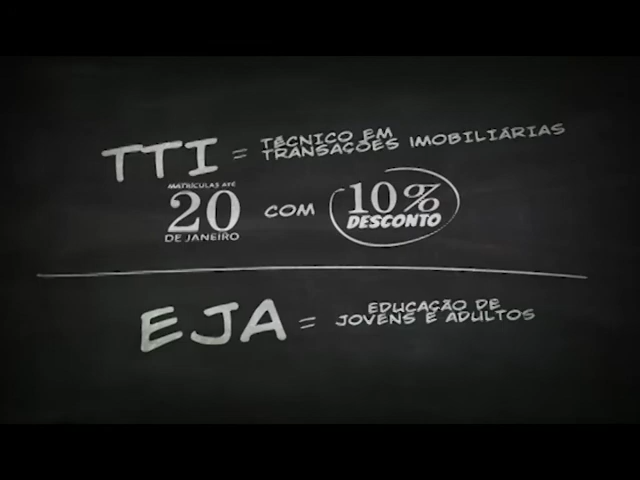 TTI = TÉCNICO EM
TRANSAÇÕES IMOBILIÁRIAS
MATRÍCULAS ATÉ
20
DE JANEIRO
COM
10%
DESCONTO
EJA = EDUCAÇÃO DE
JOVENS E ADULTOS